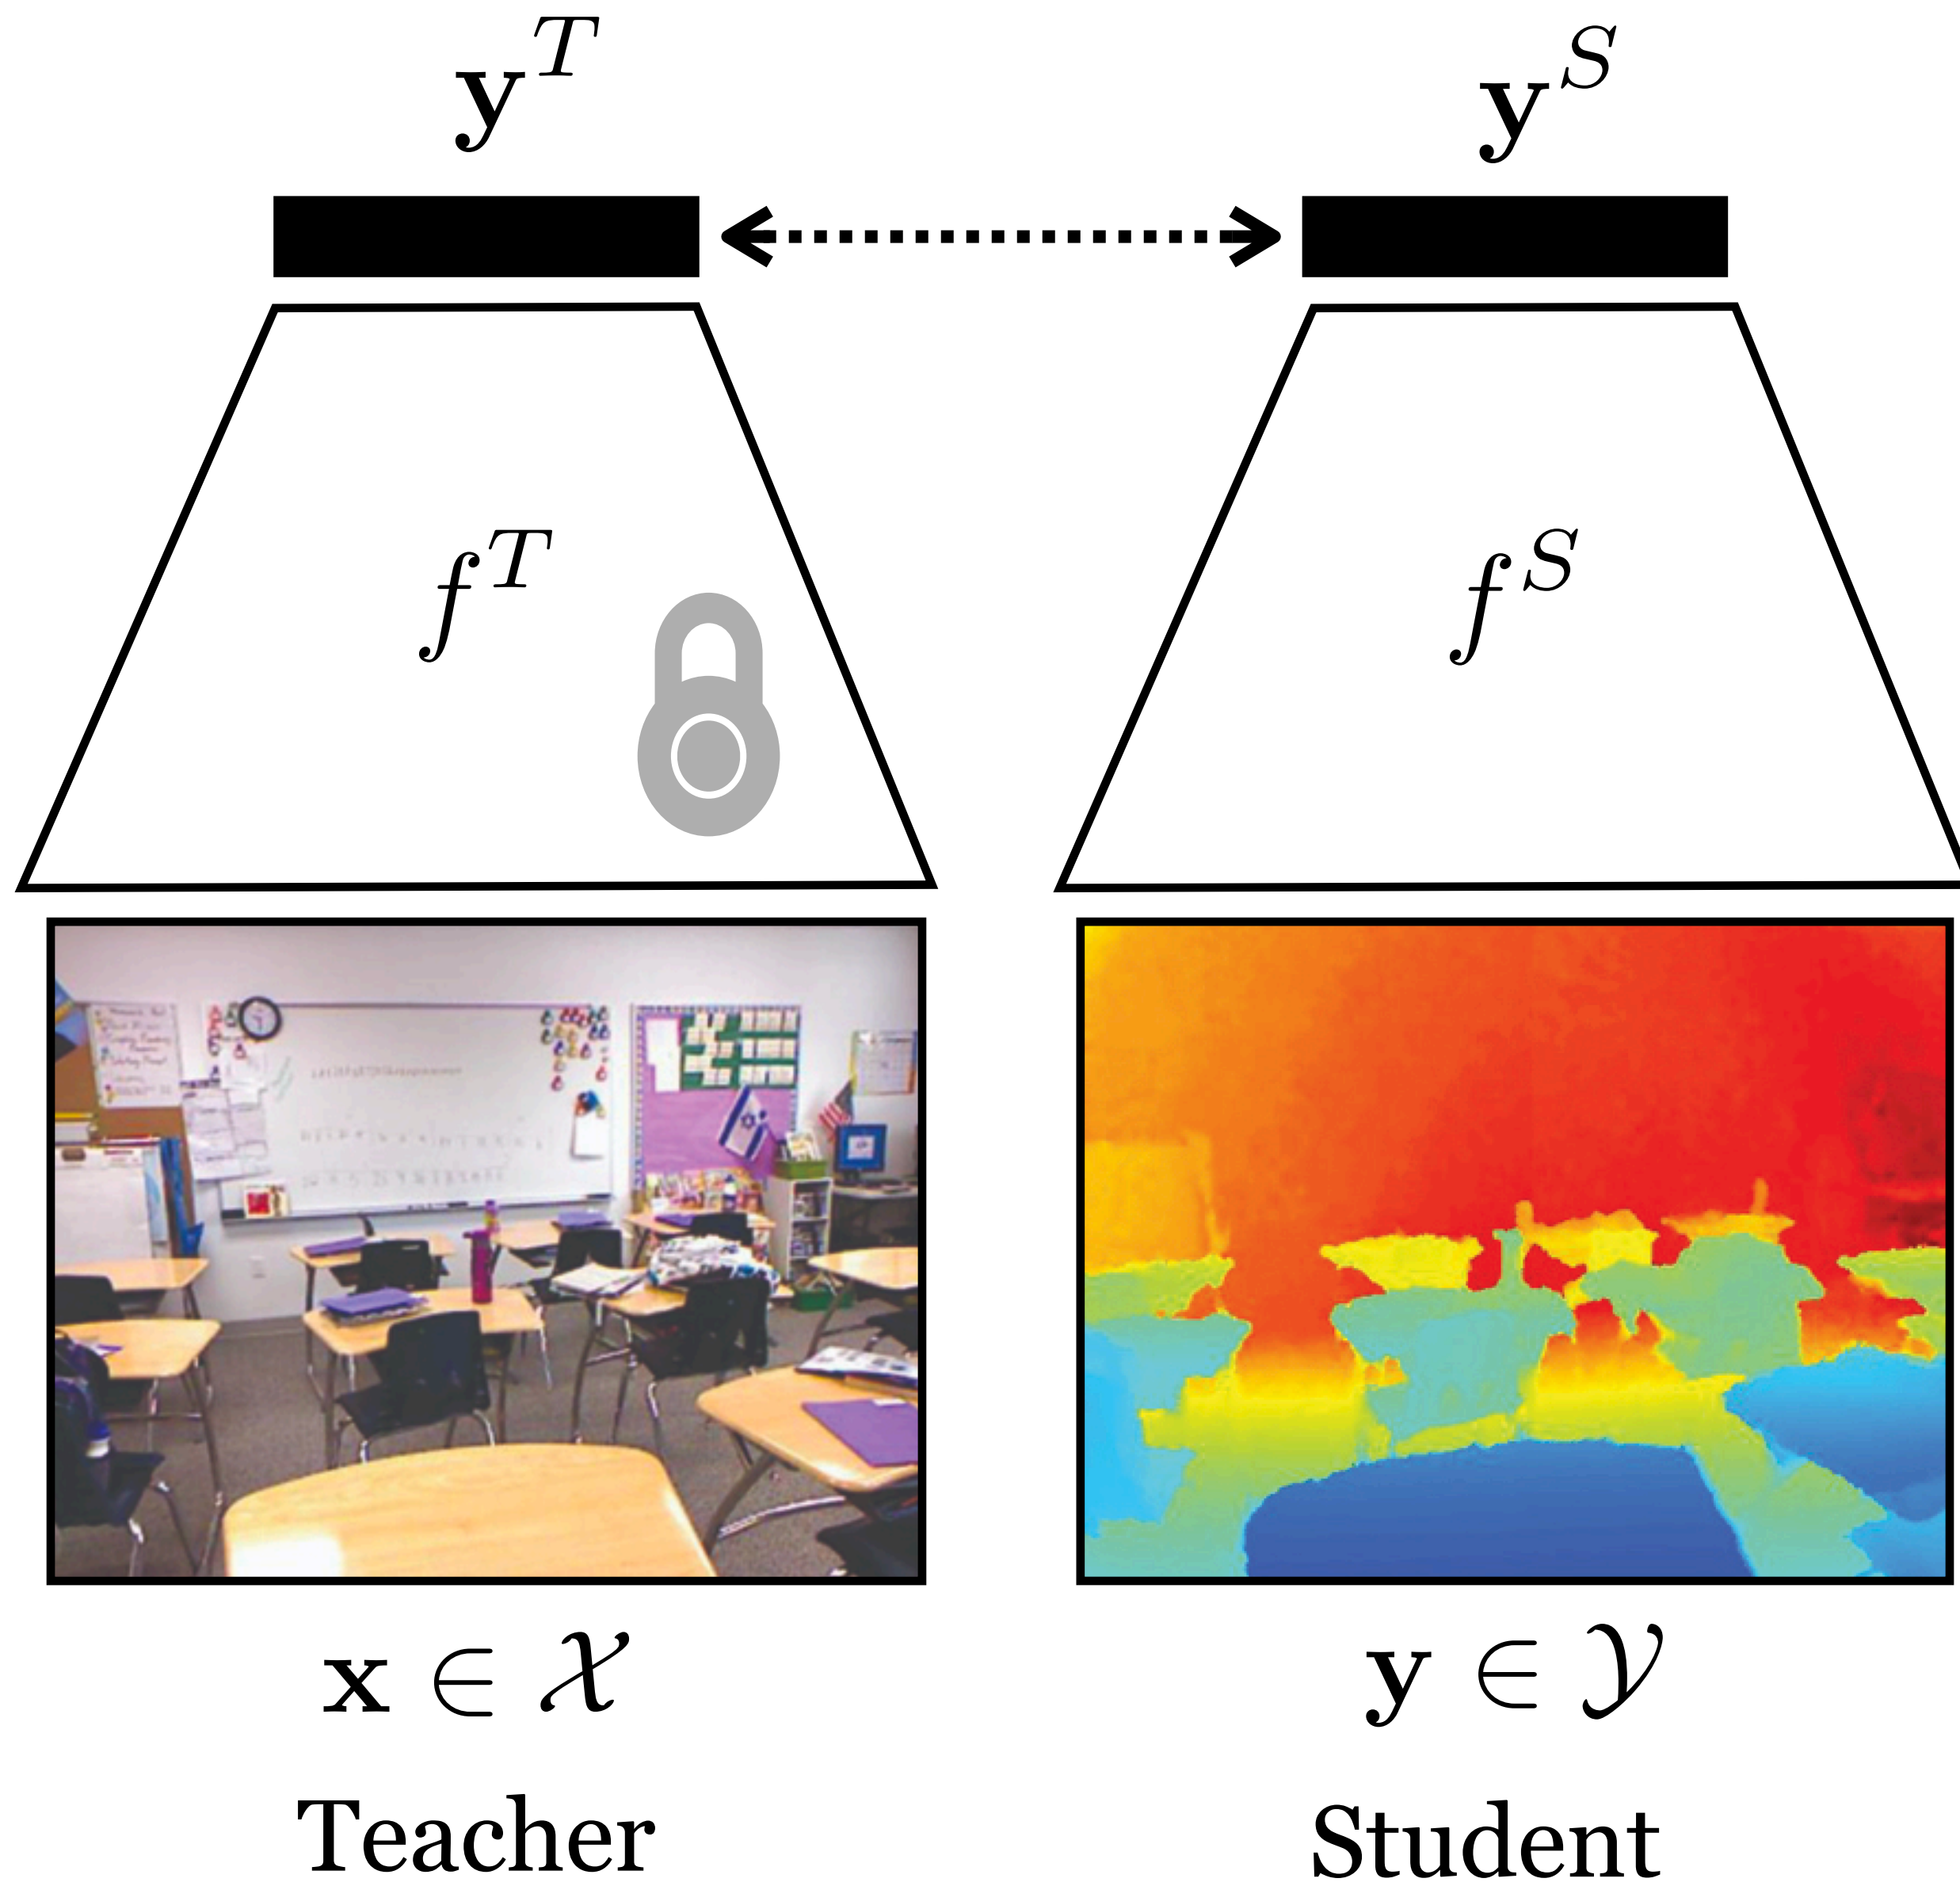 y^T
y^S
f^T
f^S
x ∈ 𝒳
y ∈ 𝒴
Teacher
Student